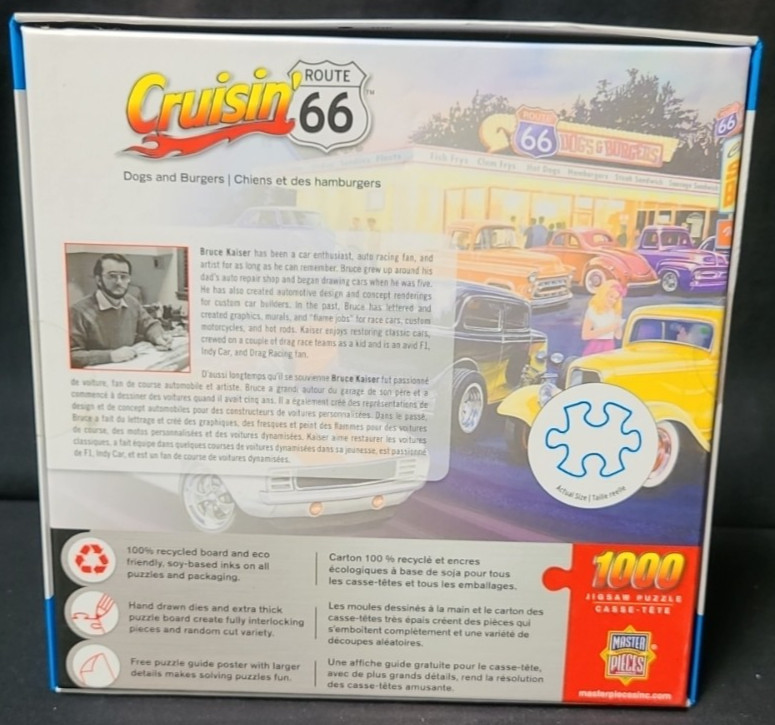 Cruisin'
ROUTE
66
TM
Dogs and Burgers | Chiens et des hamburgers
ROUTE
66
DOGS & BURGERS
Fish Frys Clam Frys Hot Dogs Hamburgers
66
Bruce Kaiser has been a car enthusiast, auto racing fan, and
artist for as long as he can remember. Bruce grew up around his
dad's auto repair shop and began drawing cars when he was five.
He has also created automotive design and concept renderings
for custom car builders. In the past, Bruce has lettered and
created graphics, murals, and "flame jobs" for race cars, custom
motorcycles, and hot rods. Kaiser enjoys restoring classic cars,
crewed on a couple of drag race teams as a kid and is an avid F1,
Indy Car, and Drag Racing fan.
D'aussi longtemps qu'il se souvienne Bruce Kaiser fut passionné
de voiture, fan de course automobile et artiste. Bruce a grandi autour du garage de son père et a
commencé à dessiner des voitures quand il avait cinq ans. Il a également créé des représentations de
design et de concept automobiles pour des constructeurs de voitures personnalisées. Dans le passé,
Bruce a fait du lettrage et créé des graphiques, des fresques et peint des flammes pour des voitures
de course, des motos personnalisées et des voitures dynamisées. Kaiser aime restaurer les voitures
classiques, a fait équipe dans quelques courses de voitures dynamisées dans sa jeunesse, est passionné
de F1, Indy Car, et est un fan de course de voitures dynamisées.
Actual Size | Taille réelle
100% recycled board and eco
friendly, soy-based inks on all
puzzles and packaging.
Carton 100 % recyclé et encres
écologiques à base de soja pour tous
les casse-têtes et tous les emballages.
Hand drawn dies and extra thick
puzzle board create fully interlocking
pieces and random cut variety.
Les moules dessinés à la main et le carton des
casse-têtes très épais créent des pièces qui
s'emboîtent complètement et une variété de
découpes aléatoires.
Free puzzle guide poster with larger
details makes solving puzzles fun.
Une affiche guide gratuite pour le casse-tête,
avec de plus grands détails, rend la résolution
des casse-têtes amusante.
1000
JIGSAW PUZZLE
CASSE-TÊTE
MASTER
PIECES
masterpiecesinc.com